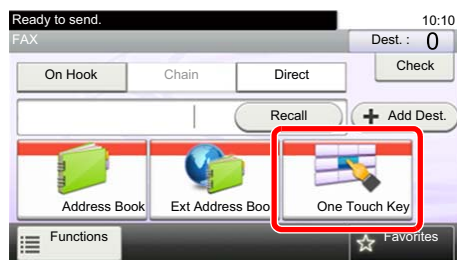 Ready to send.
10:10
FAX
Dest. : 0
On Hook
Chain
Direct
Check
Recall
Add Dest.
Address Book
Ext Address Boo
One Touch Key
Functions
Favorites